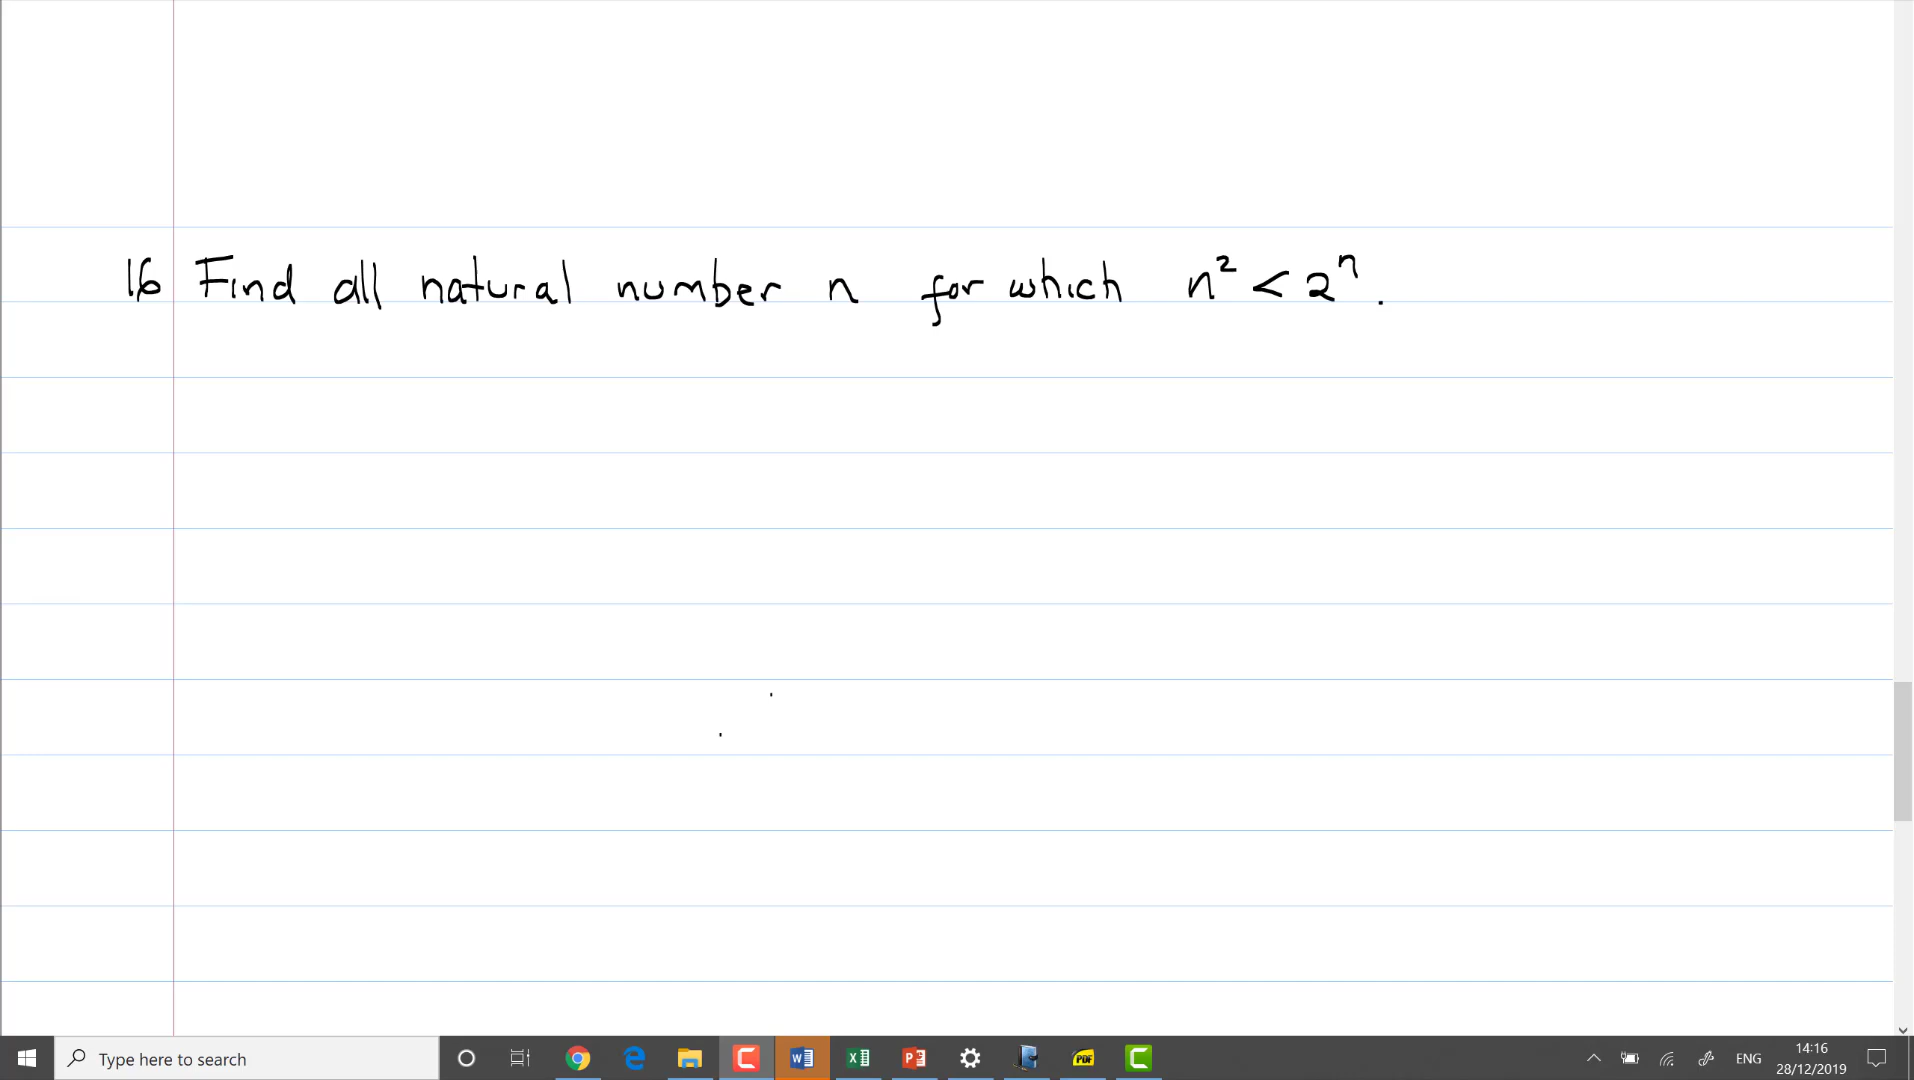 16 Find all natural number n for which n² < 2ⁿ.
Type here to search
ENG
14:16
28/12/2019
PDF